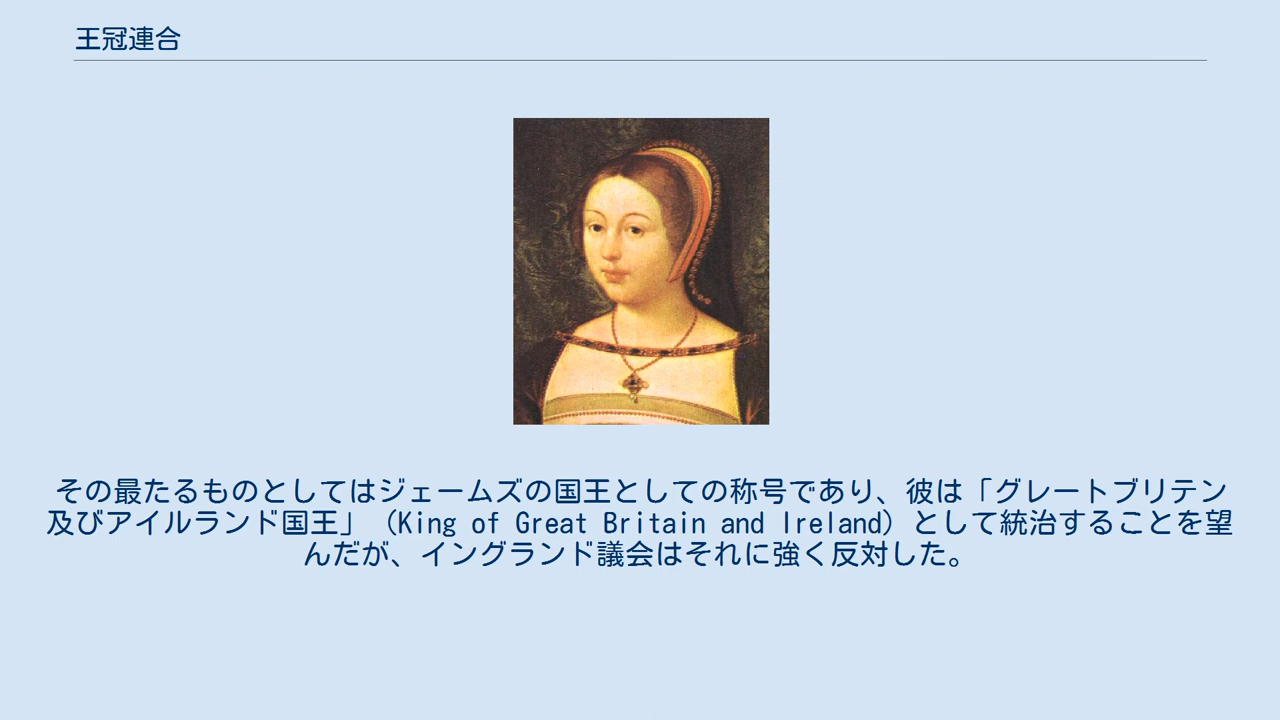 王冠連合
その最たるものとしてはジェームズの国王としての称号であり、彼は「グレートブリテン
及びアイルランド国王」（King of Great Britain and Ireland）として統治することを望
んだが、イングランド議会はそれに強く反対した。